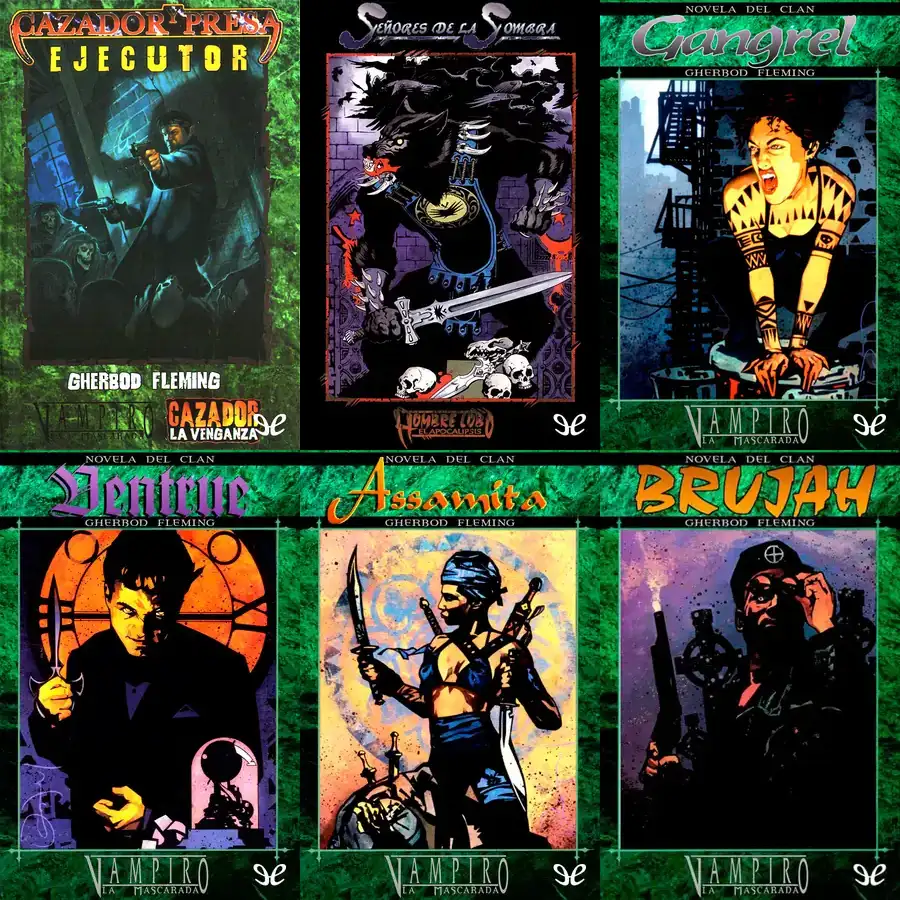 CAZADOR Y PRESA
EJECUTOR
GHERBOD FLEMING
VAMPIRO
LA MASCARADA
CAZADOR
LA VENGANZA
SEÑORES DE LA SOMBRA
HOMBRE LOBO
EL APOCALIPSIS
NOVELA DEL CLAN
Gangrel
GHERBOD FLEMING
VAMPIRO
LA MASCARADA
NOVELA DEL CLAN
Ventrue
GHERBOD FLEMING
VAMPIRO
LA MASCARADA
NOVELA DEL CLAN
Assamita
GHERBOD FLEMING
VAMPIRO
LA MASCARADA
NOVELA DEL CLAN
BRUJAH
GHERBOD FLEMING
VAMPIRO
LA MASCARADA